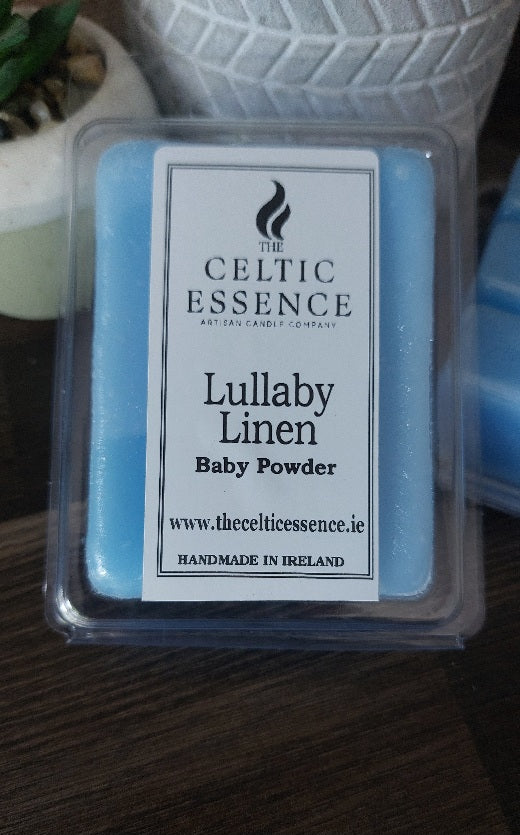 THE
CELTIC
ESSENCE
ARTISAN CANDLE COMPANY
Lullaby
Linen
Baby Powder
www.thecelticessence.ie
HANDMADE IN IRELAND